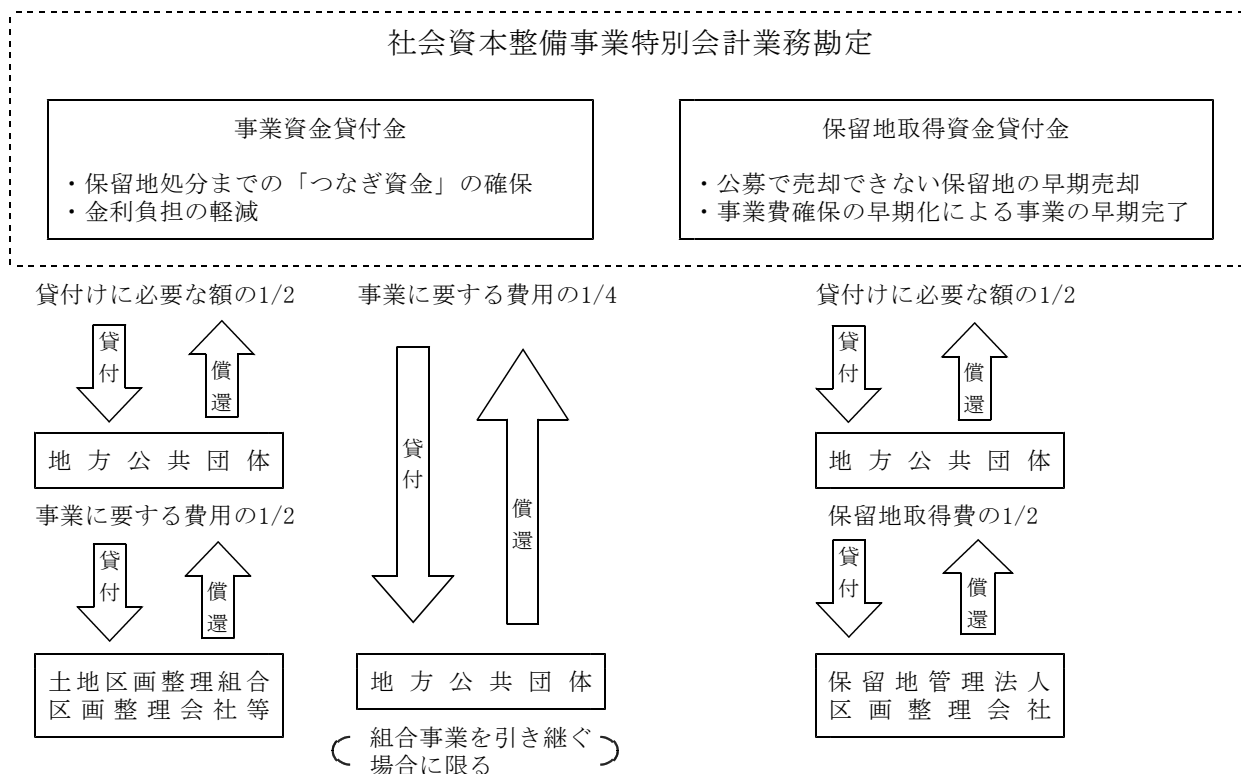 社会資本整備事業特別会計業務勘定
事業資金貸付金
・保留地処分までの「つなぎ資金」の確保
・金利負担の軽減
保留地取得資金貸付金
・公募で売却できない保留地の早期売却
・事業費確保の早期化による事業の早期完了
貸付けに必要な額の1/2
貸付
償還
地方公共団体
事業に要する費用の1/2
貸付
償還
土地区画整理組合
区画整理会社等
事業に要する費用の1/4
貸付
償還
地方公共団体
(組合事業を引き継ぐ
場合に限る)
貸付けに必要な額の1/2
貸付
償還
地方公共団体
保留地取得費の1/2
貸付
償還
保留地管理法人
区画整理会社